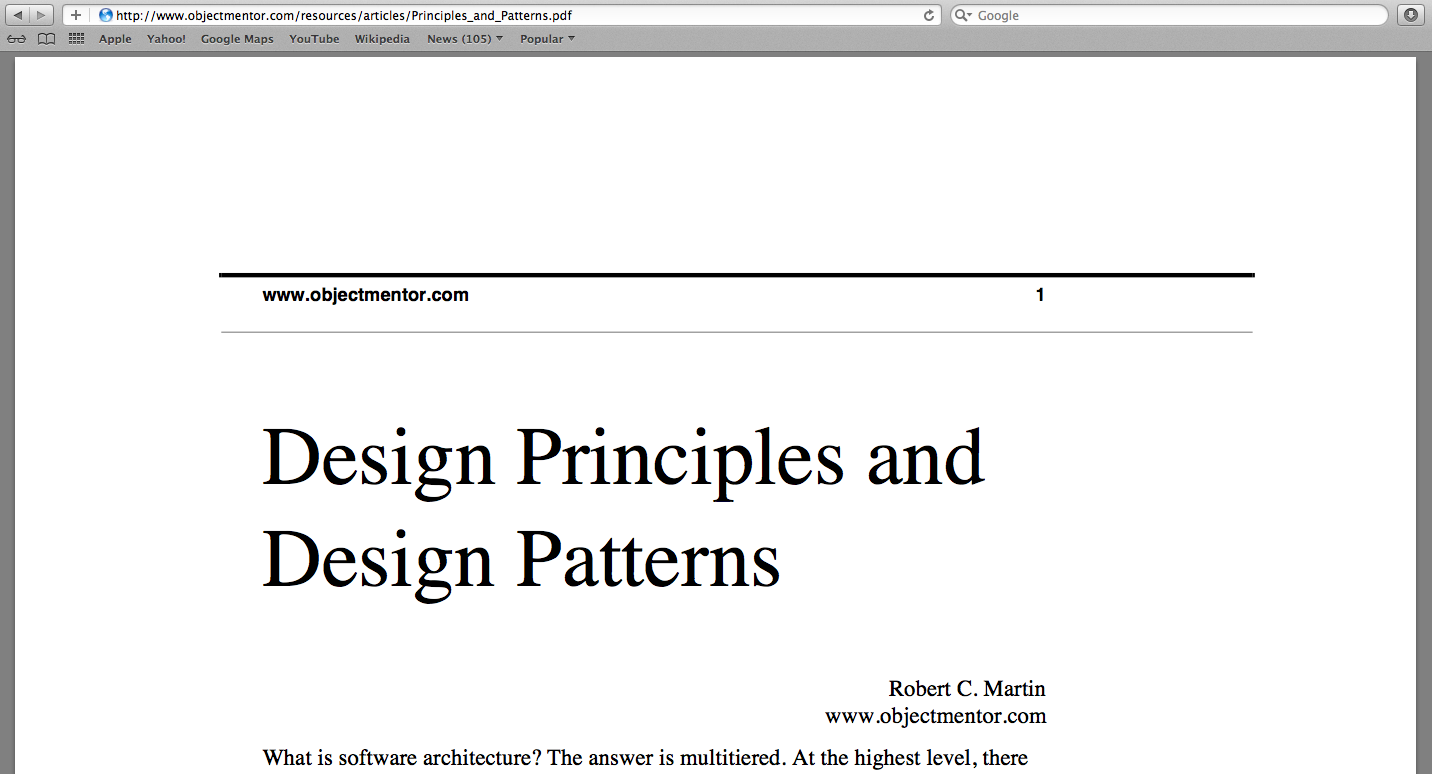 http://www.objectmentor.com/resources/articles/Principles_and_Patterns.pdf
Google
Apple Yahoo! Google Maps YouTube Wikipedia News (105) Popular
www.objectmentor.com 1
Design Principles and
Design Patterns
Robert C. Martin
www.objectmentor.com
What is software architecture? The answer is multitiered. At the highest level, there